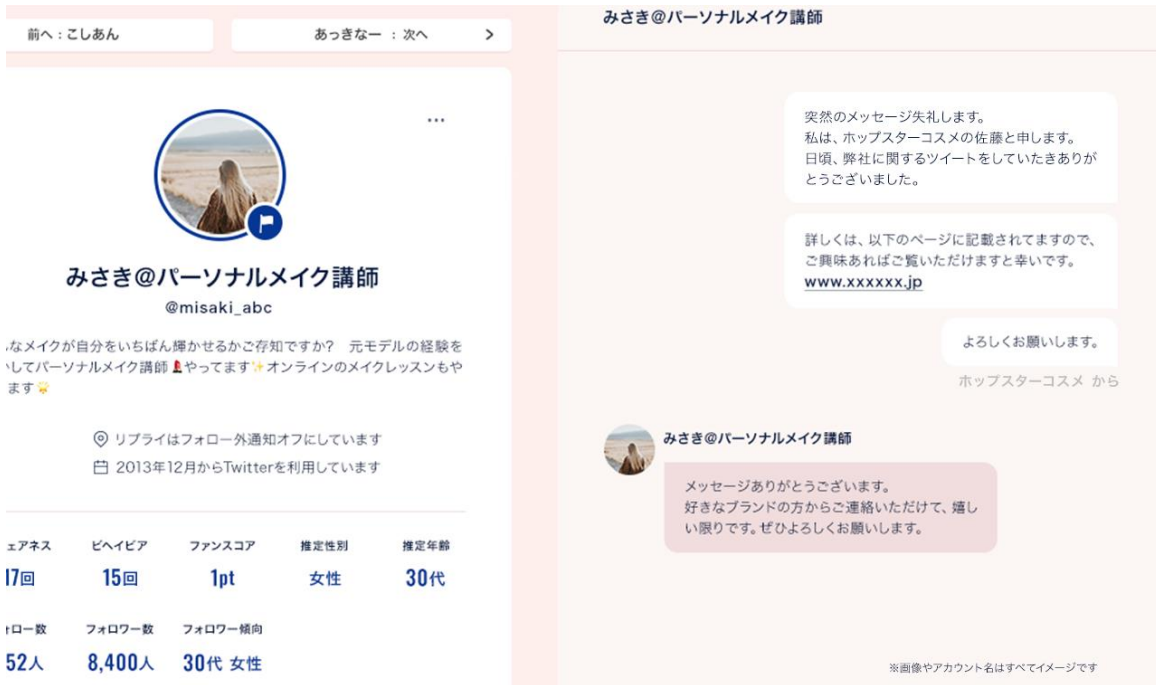 前へ：こしあん
あっきなー ：次へ
みさき@パーソナルメイク講師
@misaki_abc
なメイクが自分をいちばん輝かせるかご存知ですか？ 元モデルの経験を
してパーソナルメイク講師💄やってます✨オンラインのメイクレッスンもや
ます
リプライはフォロー外通知オフにしています
2013年12月からTwitterを利用しています
ェアネス ビヘイビア ファンスコア 推定性別 推定年齢
17回 15回 1pt 女性 30代
ロー数 フォロワー数 フォロワー傾向
52人 8,400人 30代 女性
みさき@パーソナルメイク講師
突然のメッセージ失礼します。
私は、ホップスターコスメの佐藤と申します。
日頃、弊社に関するツイートをしていたきありが
とうございました。
詳しくは、以下のページに記載されてますので、
ご興味あればご覧いただけますと幸いです。
www.xxxxxx.jp
よろしくお願いします。
ホップスターコスメ から
みさき@パーソナルメイク講師
メッセージありがとうございます。
好きなブランドの方からご連絡いただけて、嬉し
い限りです。ぜひよろしくお願いします。
※画像やアカウント名はすべてイメージです